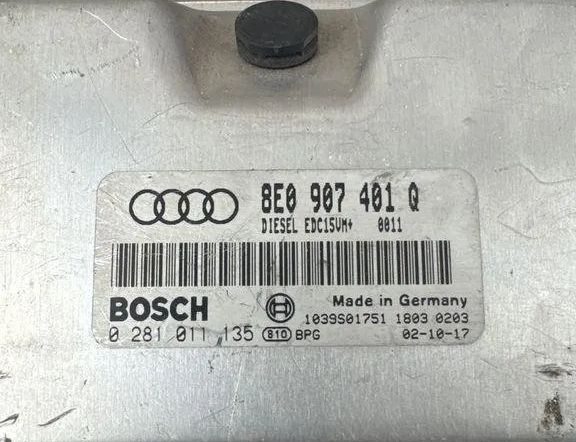 8E0 907 401 Q
DIESEL EDC15VM+ 0011
BOSCH
Made in Germany
1039S01751 1803 0203
0 281 011 135 810 BPG 02-10-17